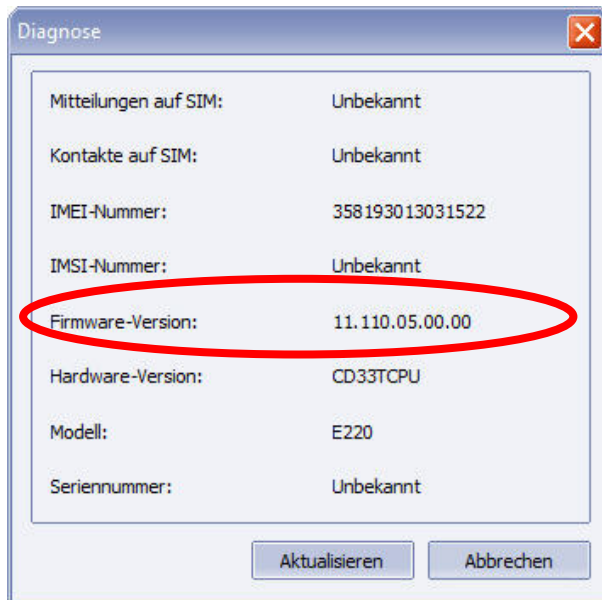 Diagnose
Mitteilungen auf SIM: Unbekannt
Kontakte auf SIM: Unbekannt
IMEI-Nummer: 358193013031522
IMSI-Nummer: Unbekannt
Firmware-Version: 11.110.05.00.00
Hardware-Version: CD33TCPU
Modell: E220
Seriennummer: Unbekannt
Aktualisieren Abbrechen